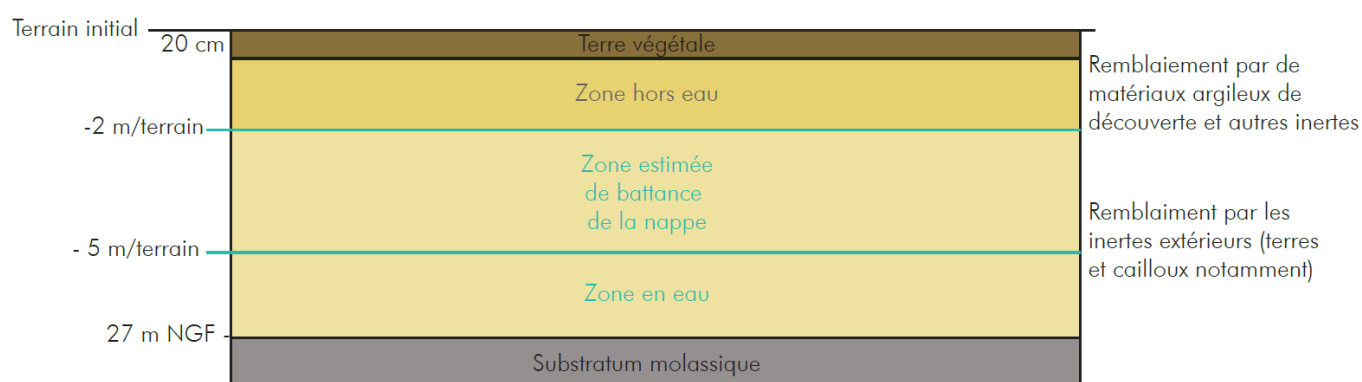 Terrain initial
20 cm
Terre végétale
Zone hors eau
Remblaiement par de
matériaux argileux de
découverte et autres inertes
-2 m/terrain
Zone estimée
de battance
de la nappe
Remblaiment par les
inertes extérieurs (terres
et cailloux notamment)
- 5 m/terrain
Zone en eau
27 m NGF
Substratum molassique